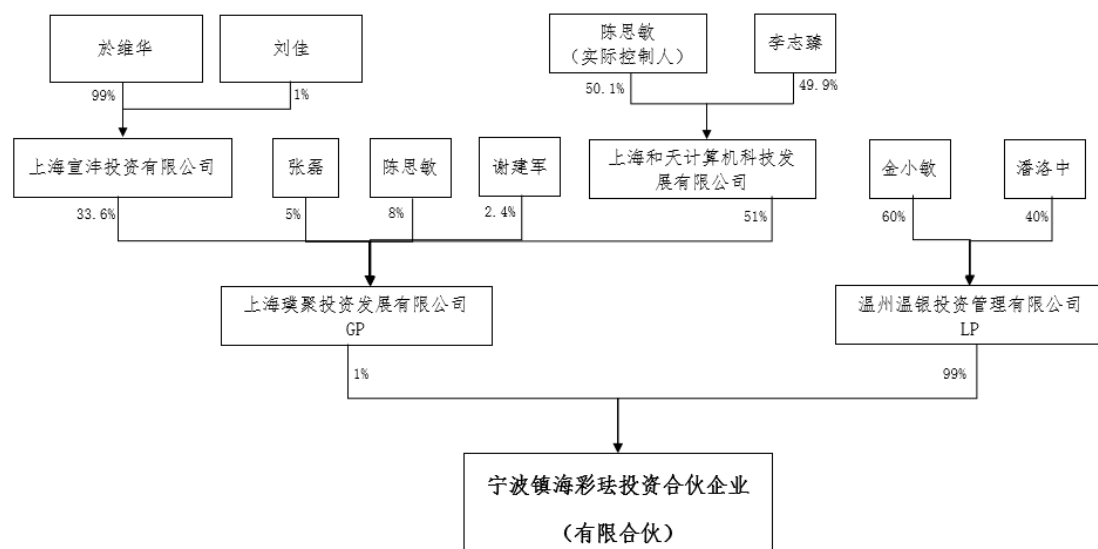 於维华
刘佳
陈思敏
（实际控制人）
李志臻
99%
1%
50.1%
49.9%
上海宣沣投资有限公司
张磊
陈思敏
谢建军
上海和天计算机科技发
展有限公司
金小敏
潘洛中
33.6%
5%
8%
2.4%
51%
60%
40%
上海璞聚投资发展有限公司
GP
温州温银投资管理有限公司
LP
1%
99%
宁波镇海彩珐投资合伙企业
（有限合伙）